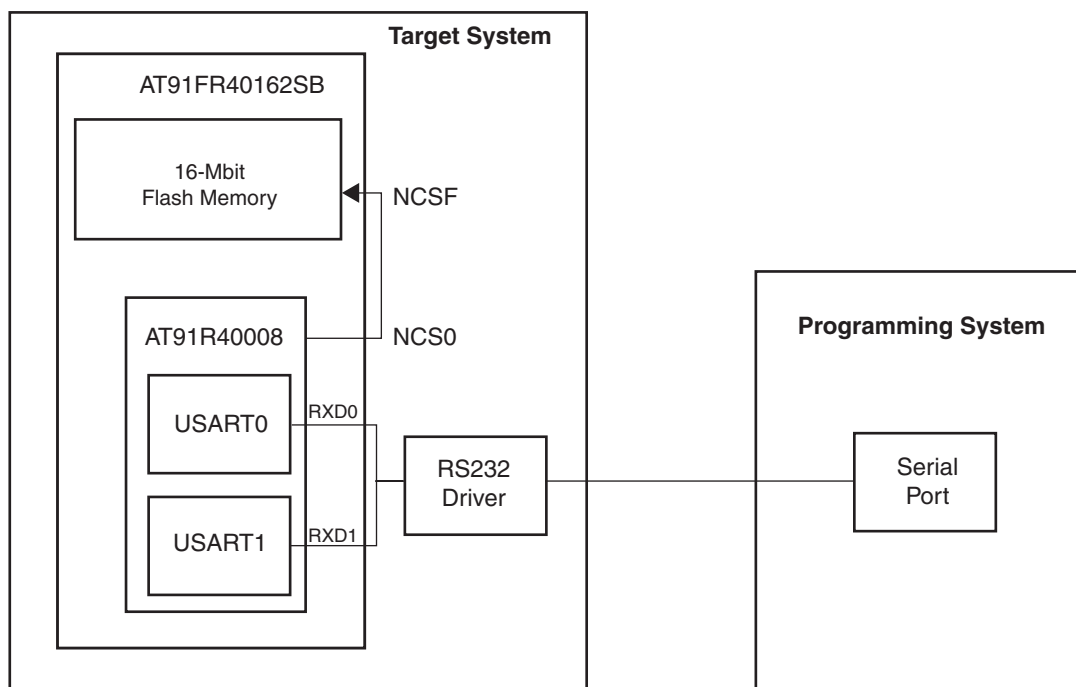 Target System
AT91FR40162SB
16-Mbit
Flash Memory
NCSF
AT91R40008
NCS0
Programming System
USART0
RXD0
RS232
Driver
Serial
Port
USART1
RXD1